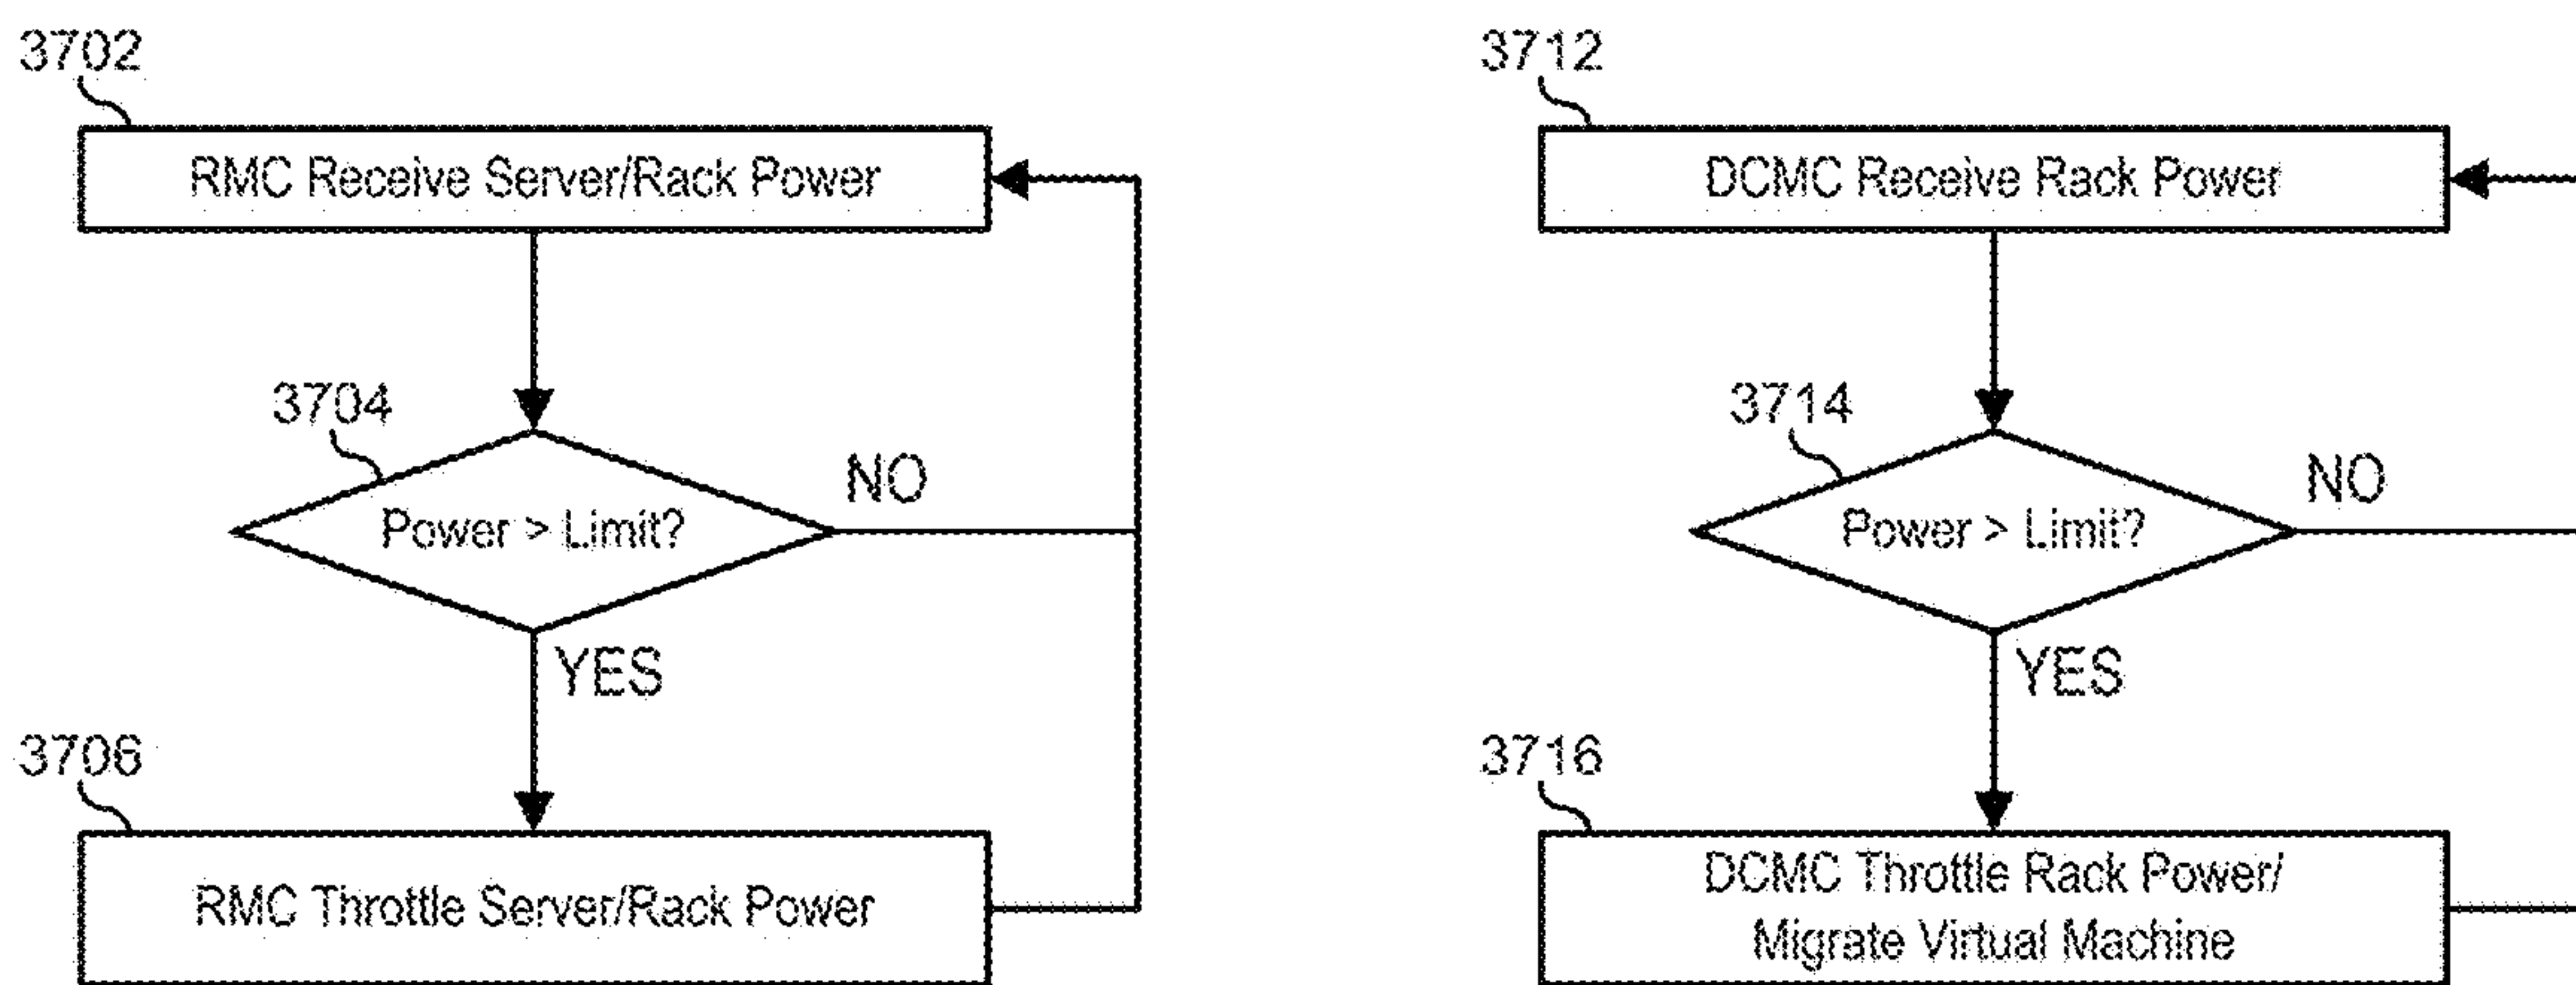 3702
RMC Receive Server/Rack Power
3704
Power > Limit?
NO
YES
3706
RMC Throttle Server/Rack Power
3712
DCMC Receive Rack Power
3714
Power > Limit?
NO
YES
3716
DCMC Throttle Rack Power/
Migrate Virtual Machine